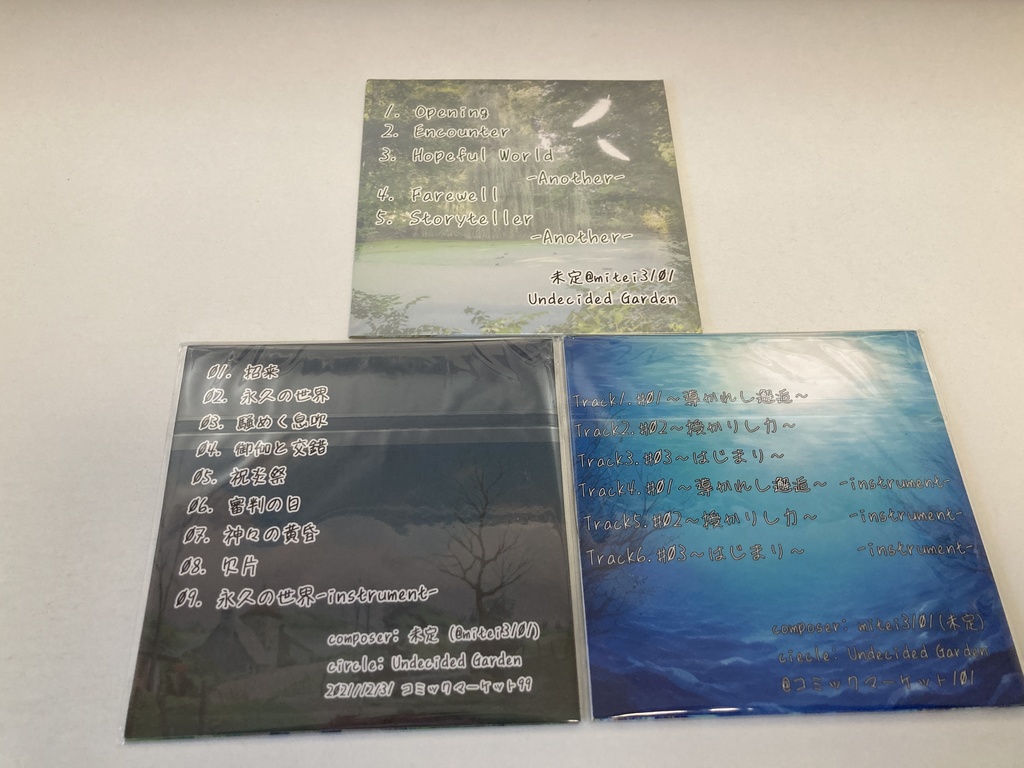 1. Opening
2. Encounter
3. Hopeful World
-Another-
4. Farewell
5. Storyteller
-Another-
未定@mitei3101
Undecided Garden
01. 招来
02. 永久の世界
03. 蠢めく息吹
04. 御伽と交錯
05. 祝生祭
06. 審判の日
07. 神々の黄昏
08. 欠片
09. 永久の世界-instrument-
composer: 未定 (@mitei3101)
circle: Undecided Garden
2021/12/31 コミックマーケット99
Track1.#01～導かれし邂逅～
Track2.#02～授かりし力～
Track3.#03～はじまり～
Track4.#01～導かれし邂逅～ -instrument-
Track5.#02～授かりし力～ -instrument-
Track6.#03～はじまり～ -instrument-
composer: mitei3101(未定)
circle: Undecided Garden
@コミックマーケット101